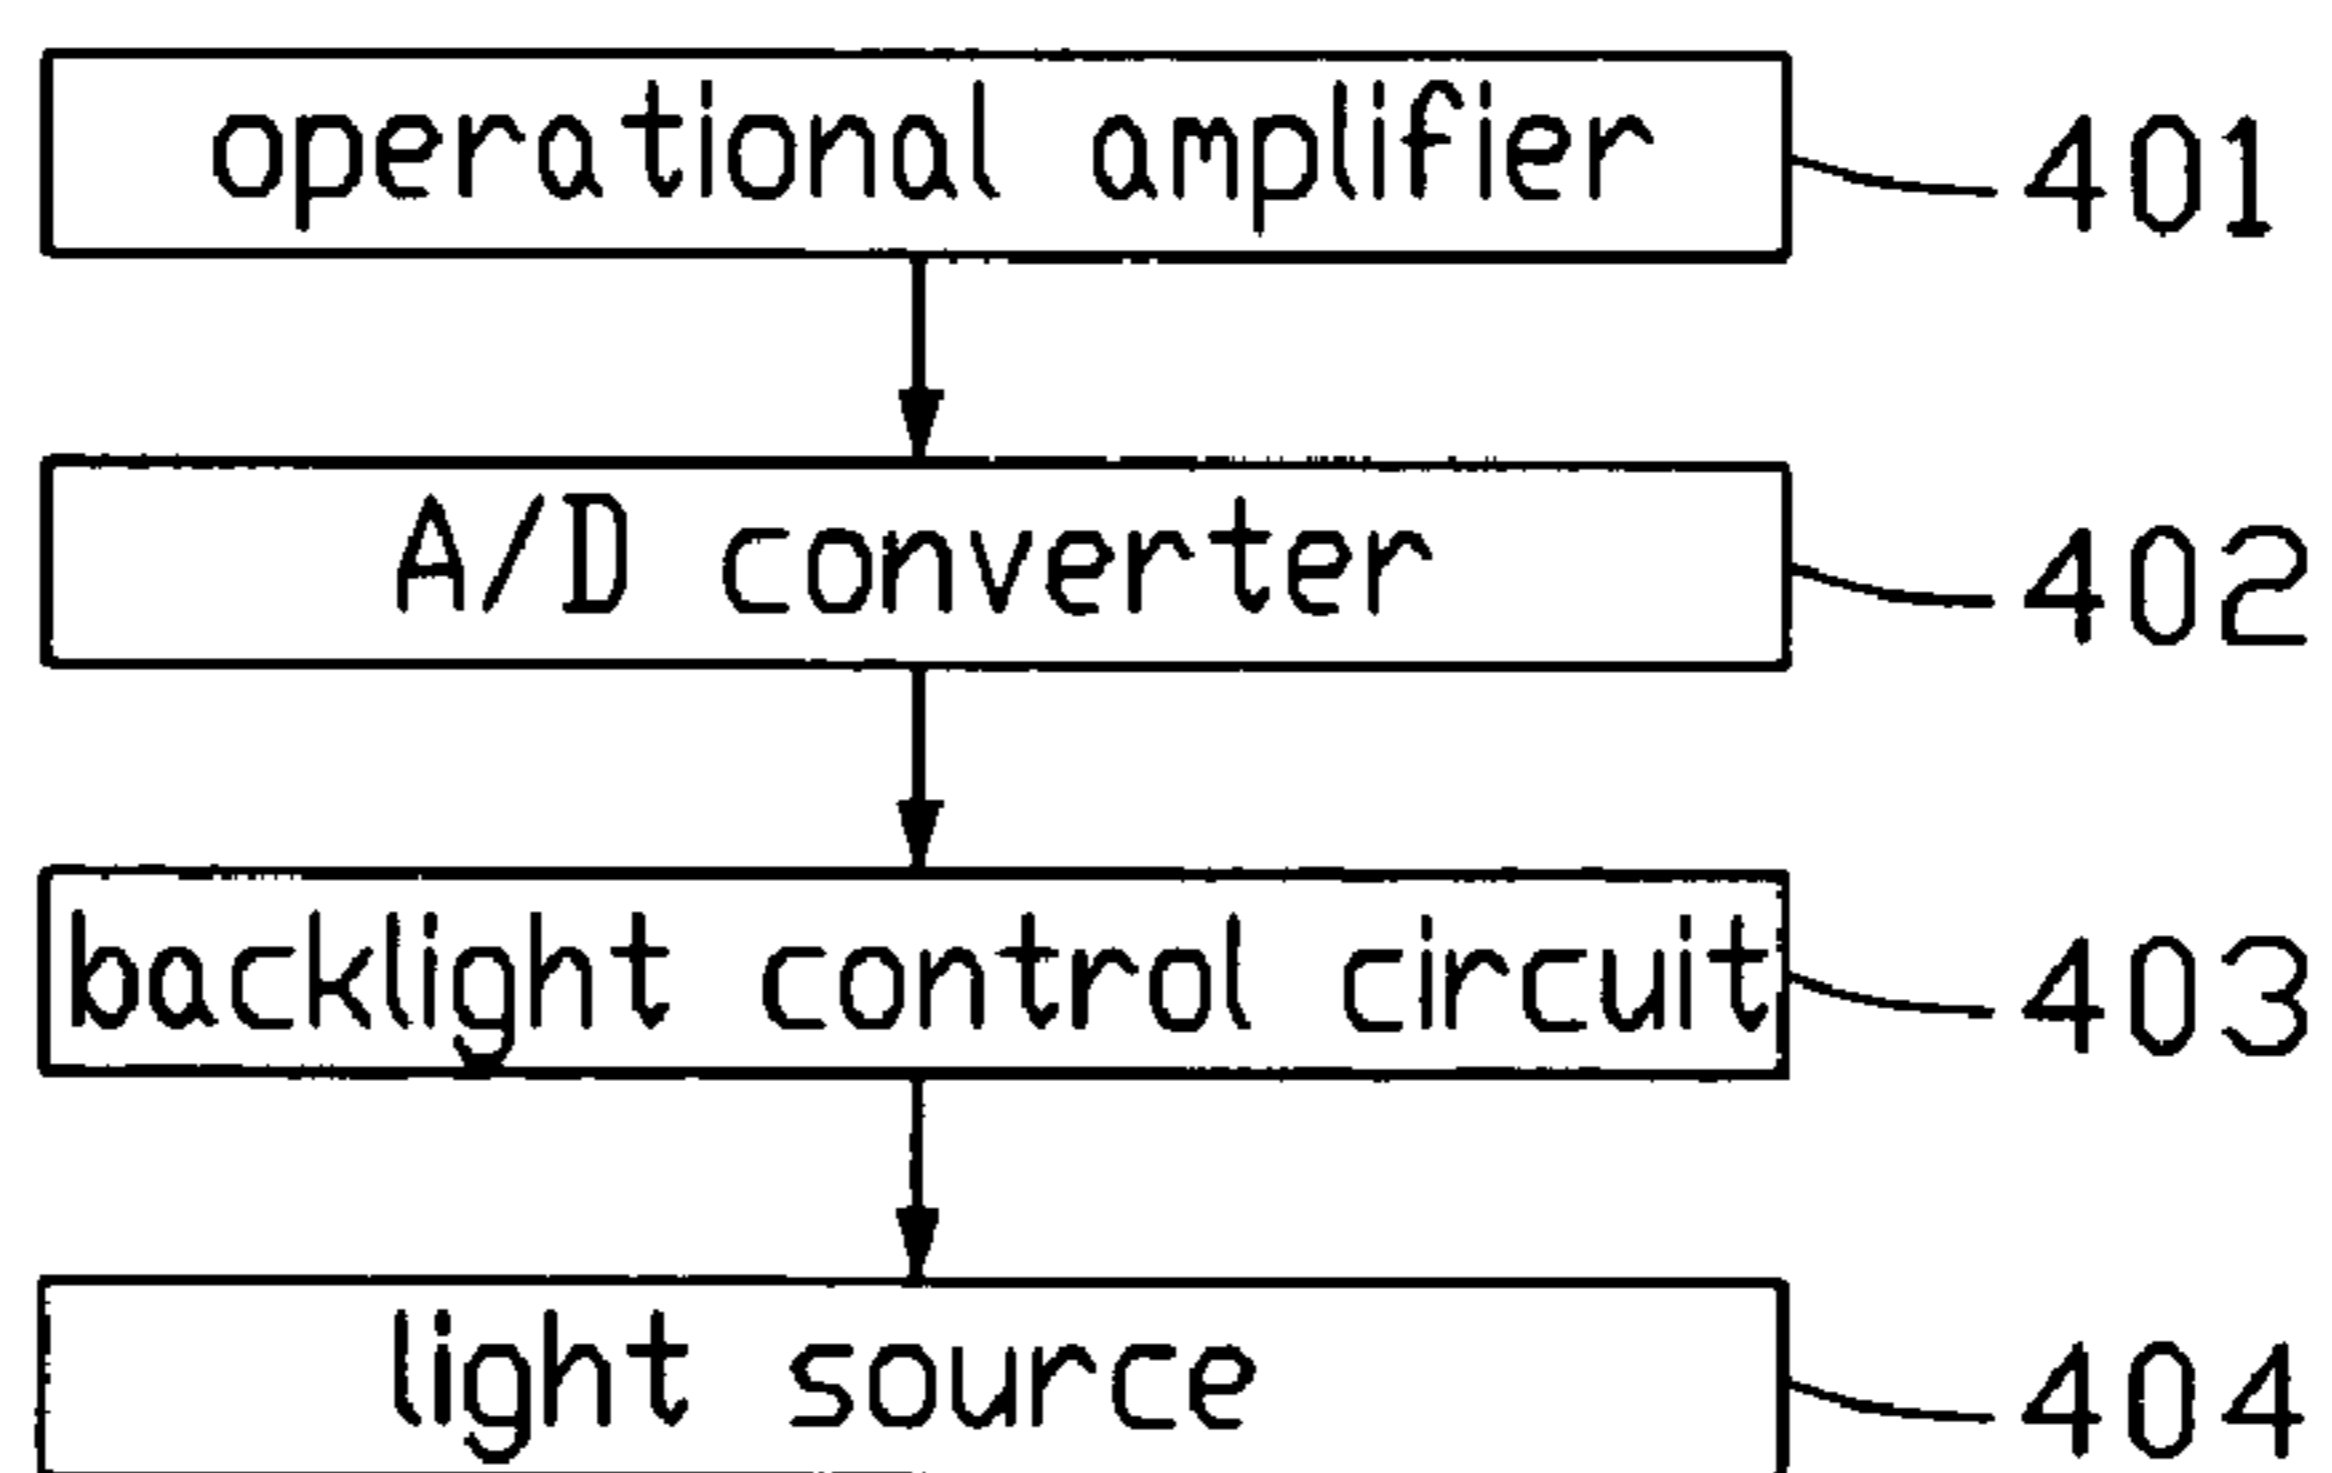 operational amplifier 401
A/D converter 402
backlight control circuit 403
light source 404